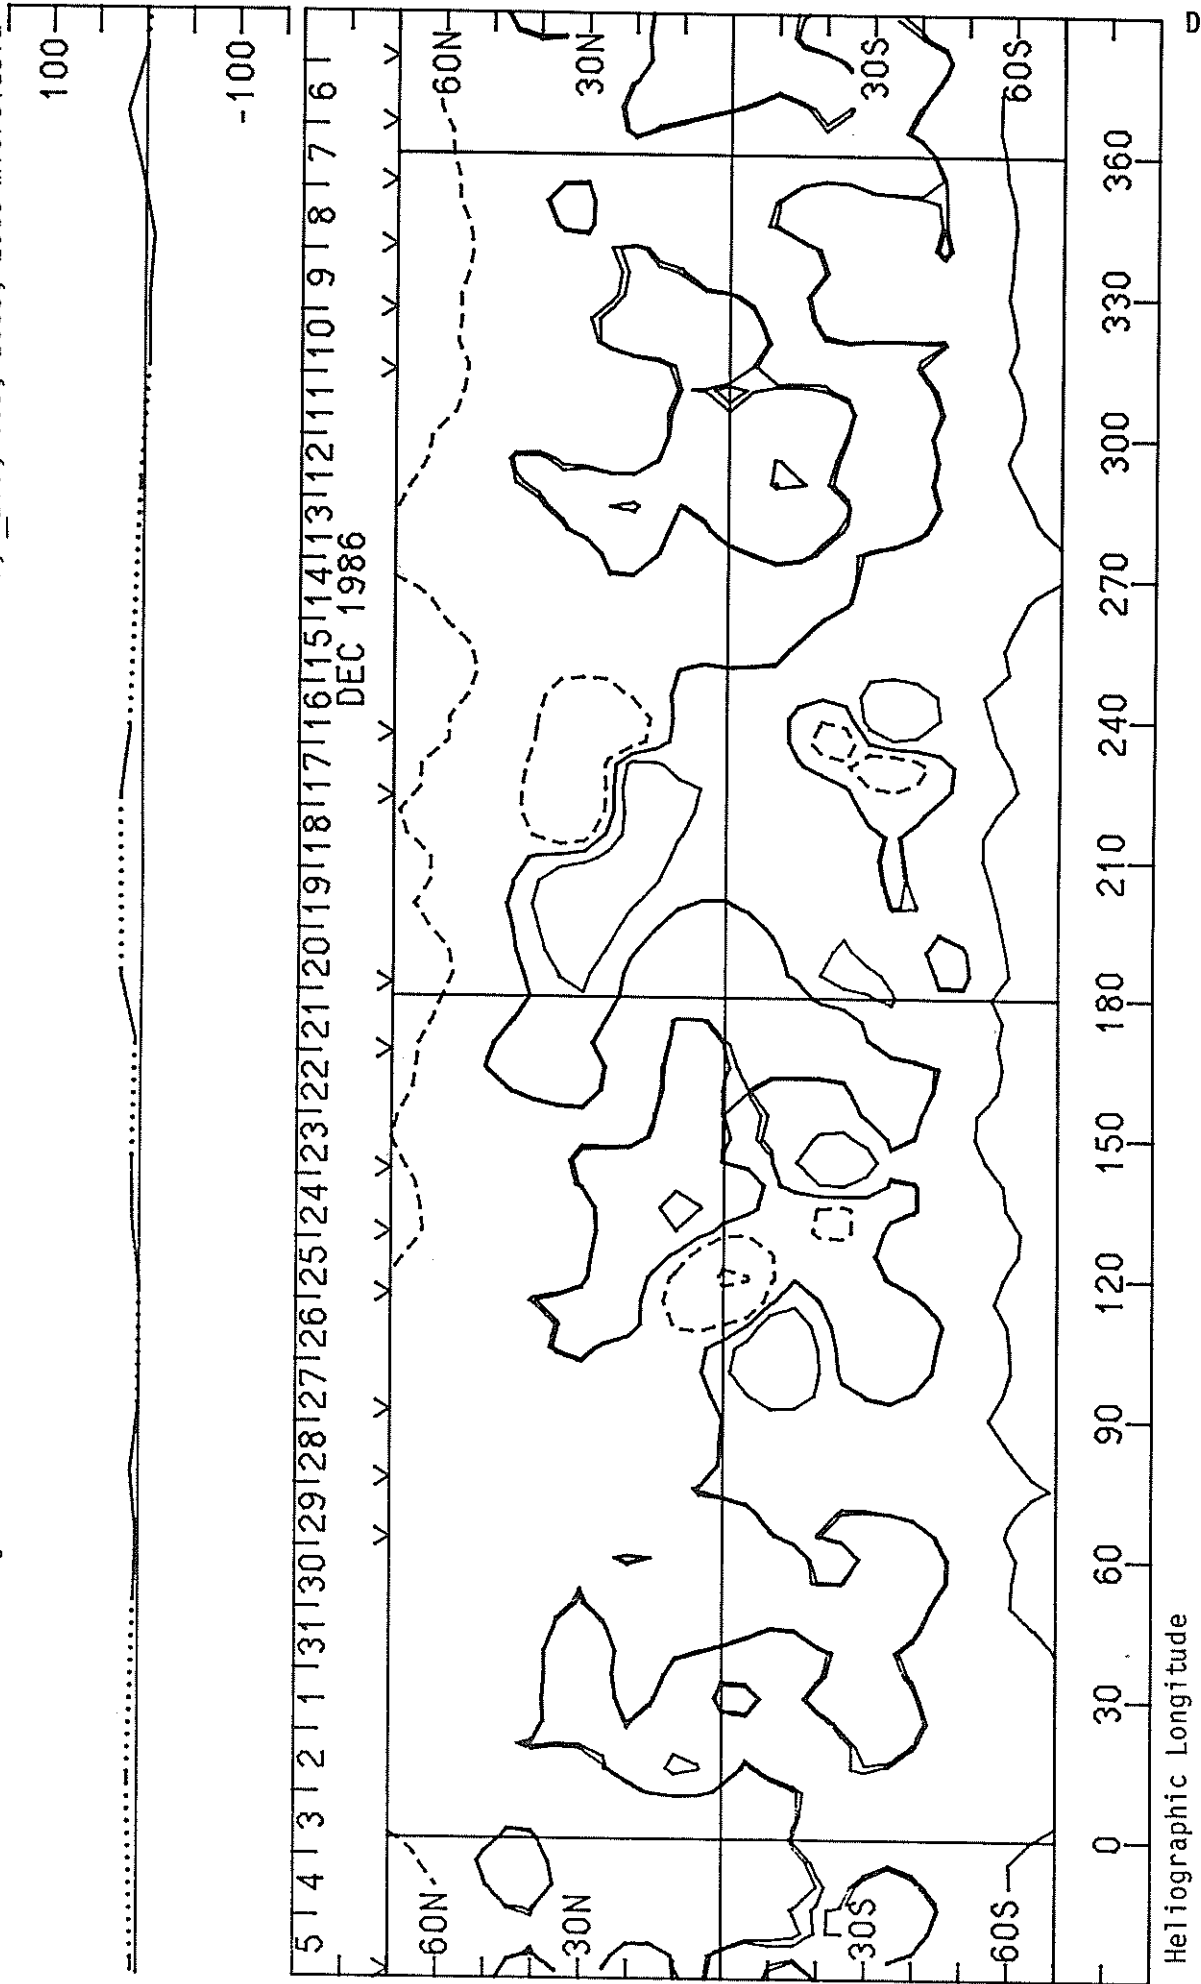 100
-100
5 | 4 | 3 | 2 | 1 |31|30|29|28|27|26|25|24|23|22|21|20|19|18|17|16|15|14|13|12|11|10| 9 | 8 | 7 | 6 |
DEC 1986
60N 60N
30N 30N
30S 30S
60S 60S
0 30 60 90 120 150 180 210 240 270 300 330 360
Heliographic Longitude
D